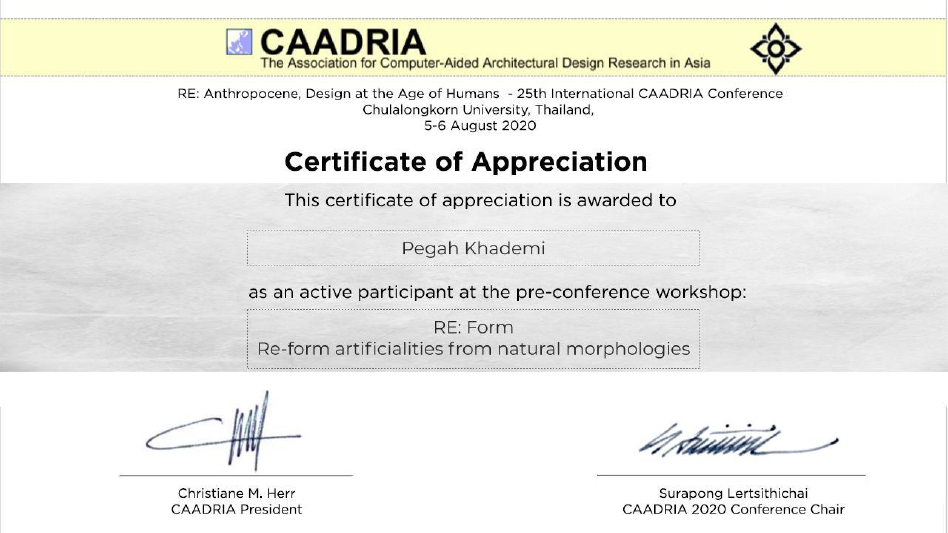 CAADRIA
The Association for Computer-Aided Architectural Design Research in Asia
RE: Anthropocene, Design at the Age of Humans - 25th International CAADRIA Conference
Chulalongkorn University, Thailand,
5-6 August 2020
Certificate of Appreciation
This certificate of appreciation is awarded to
Pegah Khademi
as an active participant at the pre-conference workshop:
RE: Form
Re-form artificialities from natural morphologies
Christiane M. Herr
CAADRIA President
Surapong Lertsithichai
CAADRIA 2020 Conference Chair